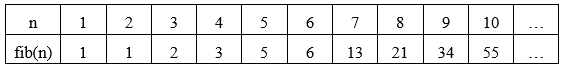 n 1 2 3 4 5 6 7 8 9 10 …
fib(n) 1 1 2 3 5 6 13 21 34 55 …